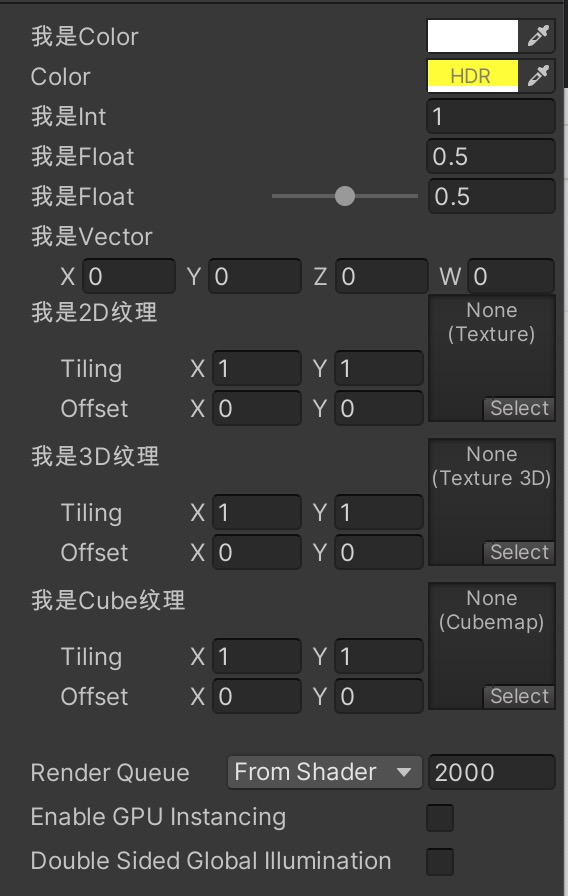 我是Color
Color HDR
我是Int 1
我是Float 0.5
我是Float 0.5
我是Vector
X 0 Y 0 Z 0 W 0
我是2D纹理 None
(Texture)
Tiling X 1 Y 1
Offset X 0 Y 0 Select
我是3D纹理 None
(Texture 3D)
Tiling X 1 Y 1
Offset X 0 Y 0 Select
我是Cube纹理 None
(Cubemap)
Tiling X 1 Y 1
Offset X 0 Y 0 Select
Render Queue From Shader 2000
Enable GPU Instancing
Double Sided Global Illumination